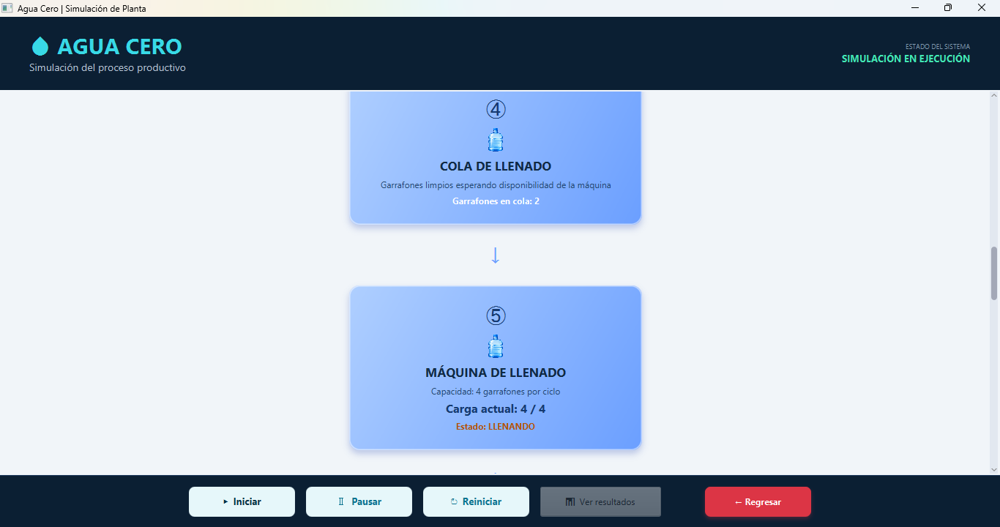 Agua Cero | Simulación de Planta
AGUA CERO
Simulación del proceso productivo
ESTADO DEL SISTEMA
SIMULACIÓN EN EJECUCIÓN
④
COLA DE LLENADO
Garrafones limpios esperando disponibilidad de la máquina
Garrafones en cola: 2
↓
⑤
MÁQUINA DE LLENADO
Capacidad: 4 garrafones por ciclo
Carga actual: 4 / 4
Estado: LLENANDO
Iniciar
Pausar
Reiniciar
Ver resultados
← Regresar